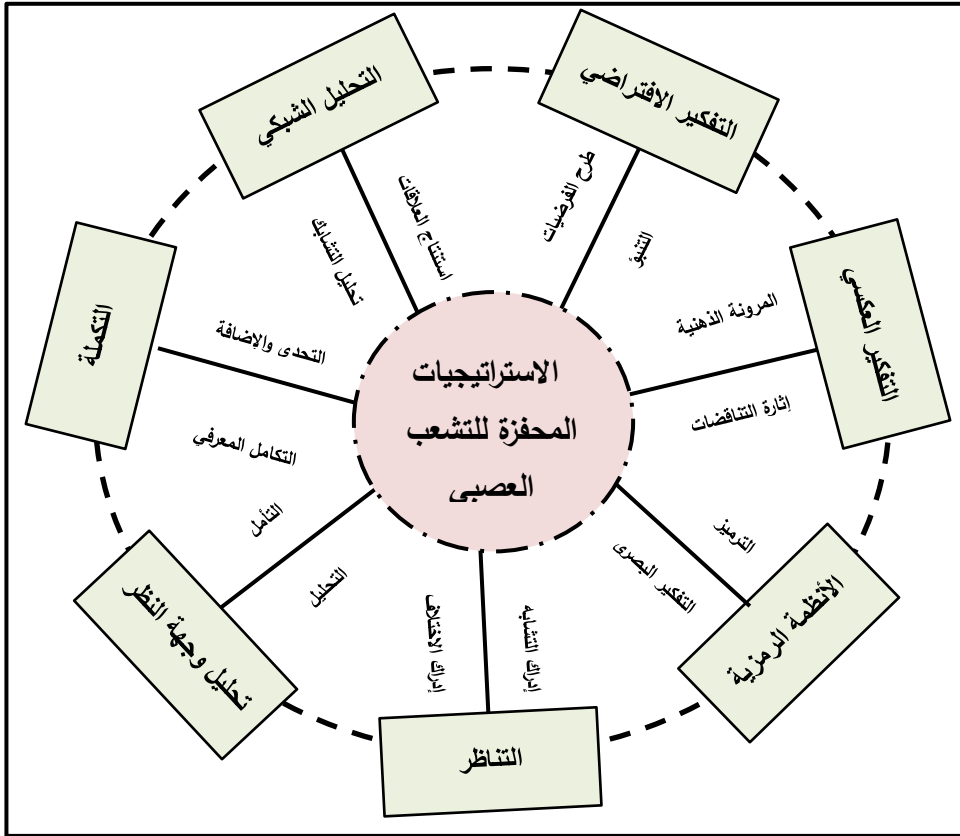 الاستراتيجيات
المحفزة للتشعب
العصبى
التفكير الافتراضي
طرح الفرضيات
التنبؤ
التفكير العكسي
المرونة الذهنية
إثارة التناقضات
الأنظمة الرمزية
الترميز
التفكير البصرى
التناظر
إدراك التشابه
إدراك الاختلاف
تحليل وجهة النظر
التحليل
التأمل
التكملة
التكامل المعرفي
التحدى والإضافة
التحليل الشبكي
تحليل التشابك
استنتاج العلاقات